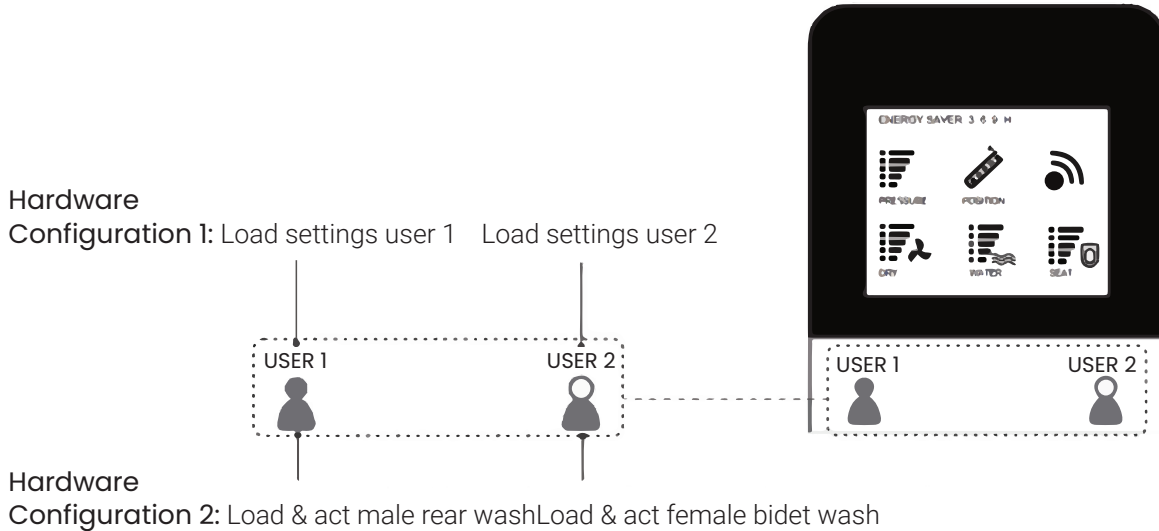 ENERGY SAVER 3 6 9 H
PRESSURE POSITION
DRY WATER SEAT
Hardware
Configuration 1: Load settings user 1 Load settings user 2
USER 1 USER 2
USER 1 USER 2
Hardware
Configuration 2: Load & act male rear washLoad & act female bidet wash